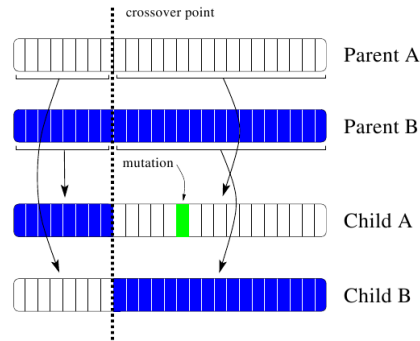 crossover point
Parent A
Parent B
mutation
Child A
Child B